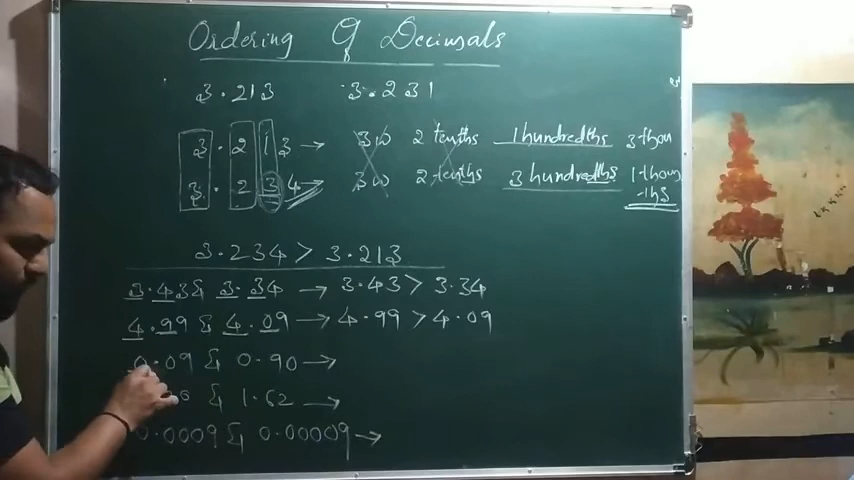 Ordering Of Decimals
3.213 3.231
3.213 → 3w 2 tenths 1 hundredths 3 thou
3.234 → 3w 2 tenths 3 hundredths 1 thous
-ths
3.234 > 3.213
3.43 & 3.34 → 3.43 > 3.34
4.99 & 4.09 → 4.99 > 4.09
0.09 & 0.90 →
& 1.62 →
0.0009 & 0.00009 →